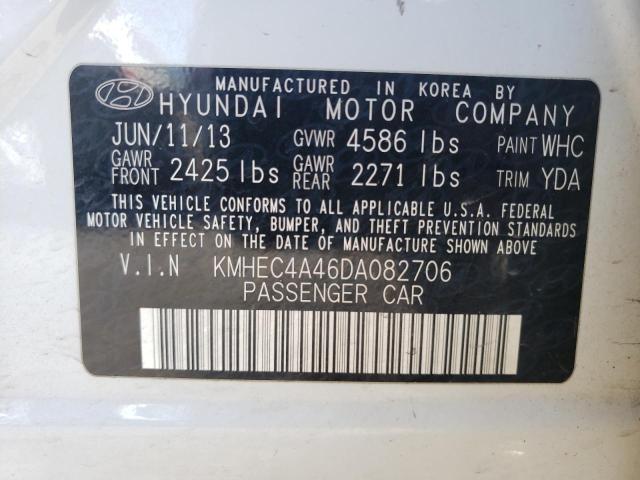 MANUFACTURED IN KOREA BY
HYUNDAI MOTOR COMPANY
JUN/11/13 GVWR 4586 lbs PAINT WHC
GAWR FRONT 2425 lbs GAWR REAR 2271 lbs TRIM YDA
THIS VEHICLE CONFORMS TO ALL APPLICABLE U.S.A. FEDERAL
MOTOR VEHICLE SAFETY, BUMPER, AND THEFT PREVENTION STANDARDS
IN EFFECT ON THE DATE OF MANUFACTURE SHOWN ABOVE
V.I.N KMHEC4A46DA082706
PASSENGER CAR